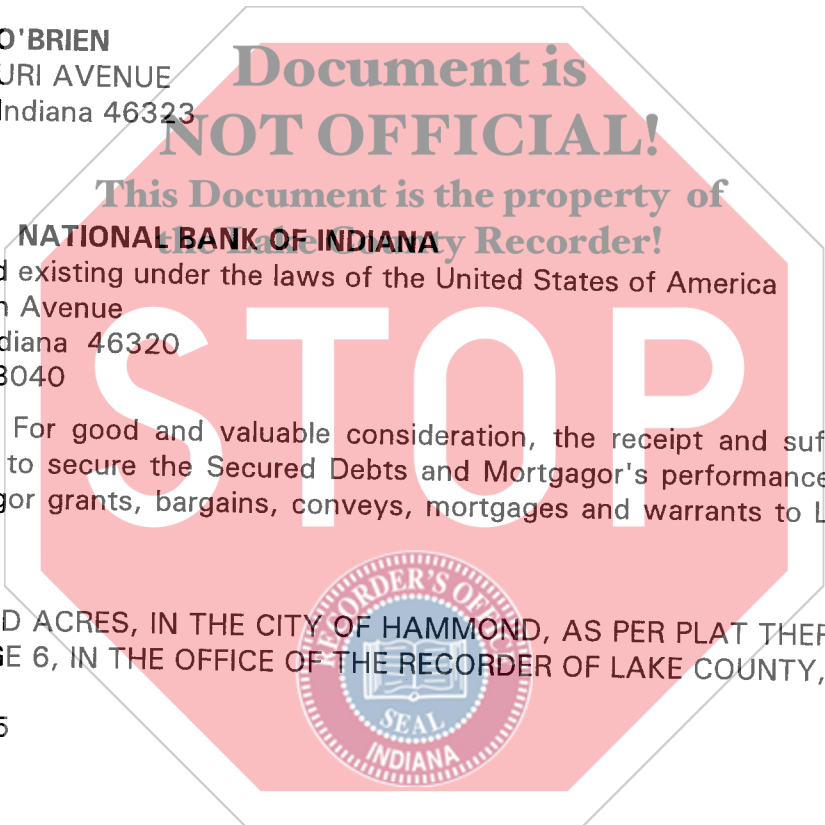 O'BRIEN
URI AVENUE
Indiana 46323
Document is
NOT OFFICIAL!
This Document is the property of
the Lake County Recorder!
NATIONAL BANK OF INDIANA
d existing under the laws of the United States of America
n Avenue
diana 46320
3040
STOP
For good and valuable consideration, the receipt and suf
to secure the Secured Debts and Mortgagor's performance
gor grants, bargains, conveys, mortgages and warrants to L
D ACRES, IN THE CITY OF HAMMOND, AS PER PLAT THER
GE 6, IN THE OFFICE OF THE RECORDER OF LAKE COUNTY,
5
RECORDER'S OFFICE
SEAL
INDIANA